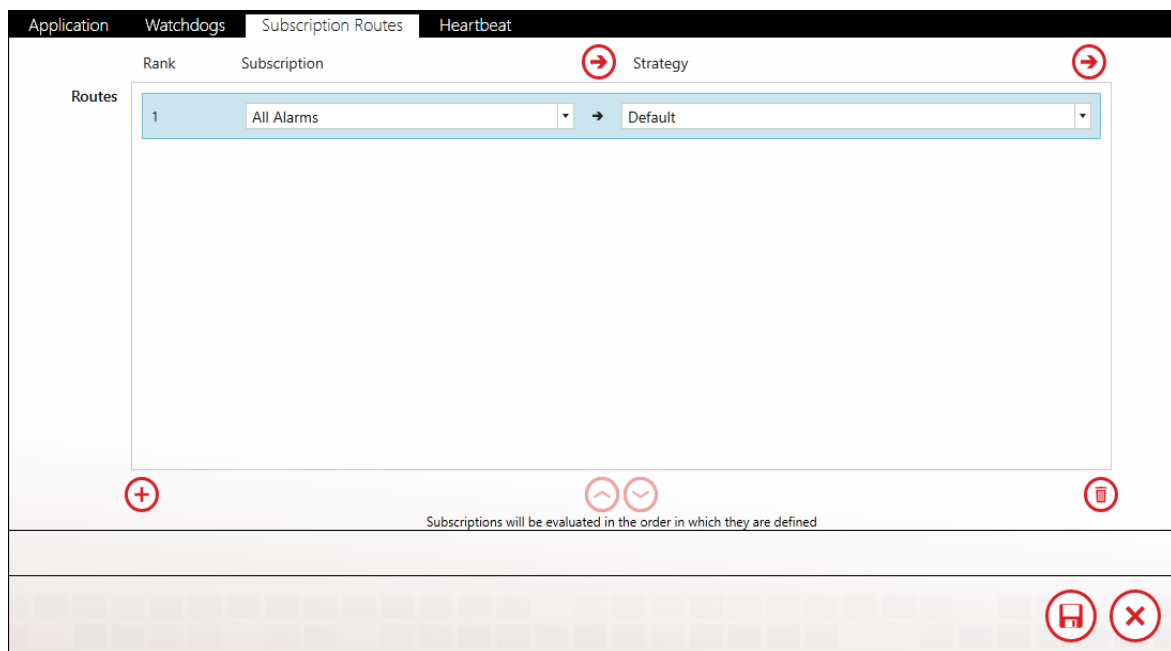 Application Watchdogs Subscription Routes Heartbeat
Rank Subscription Strategy
Routes
1 All Alarms Default
Subscriptions will be evaluated in the order in which they are defined